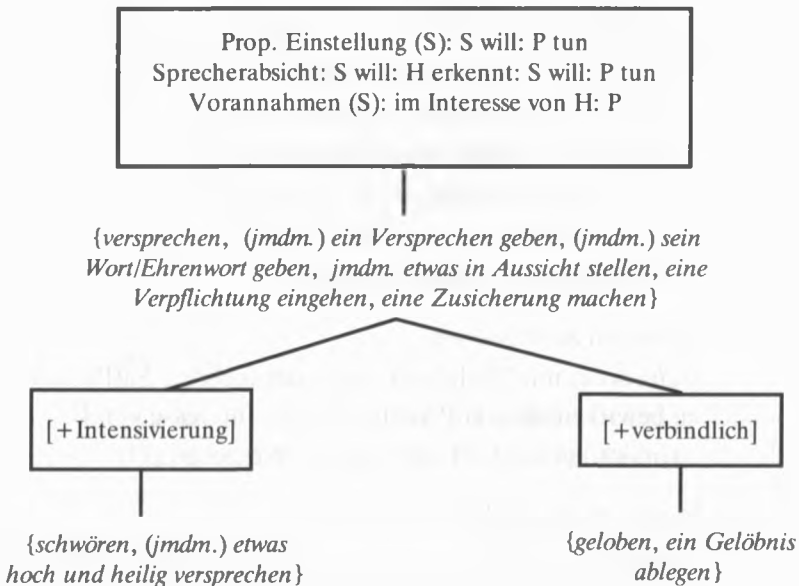 Prop. Einstellung (S): S will: P tun
Sprecherabsicht: S will: H erkennt: S will: P tun
Vorannahmen (S): im Interesse von H: P
{versprechen, (jmdm.) ein Versprechen geben, (jmdm.) sein
Wort/Ehrenwort geben, jmdm. etwas in Aussicht stellen, eine
Verpflichtung eingehen, eine Zusicherung machen}
[+Intensivierung]
[+verbindlich]
{schwören, (jmdm.) etwas
hoch und heilig versprechen}
{geloben, ein Gelöbnis
ablegen}